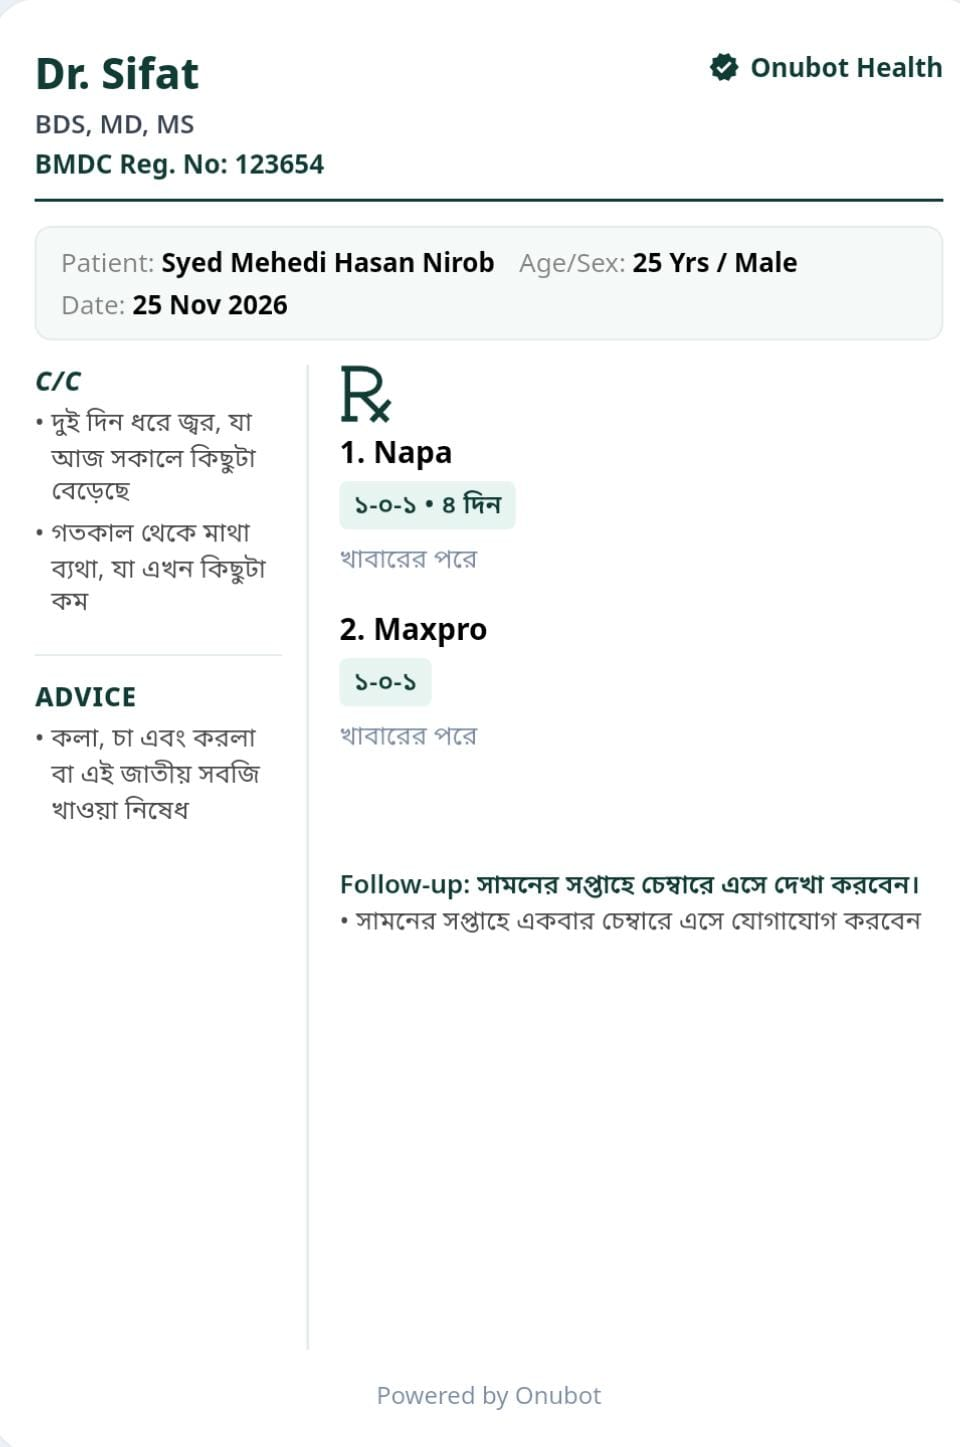 Dr. Sifat
Onubot Health
BDS, MD, MS
BMDC Reg. No: 123654
Patient: Syed Mehedi Hasan Nirob Age/Sex: 25 Yrs / Male
Date: 25 Nov 2026
C/C
• দুই দিন ধরে জ্বর, যা
আজ সকালে কিছুটা
বেড়েছে
• গতকাল থেকে মাথা
ব্যথা, যা এখন কিছুটা
কম
ADVICE
• কলা, চা এবং করলা
বা এই জাতীয় সবজি
খাওয়া নিষেধ
℞
1. Napa
১-০-১ • ৪ দিন
খাবারের পরে
2. Maxpro
১-০-১
খাবারের পরে
Follow-up: সামনের সপ্তাহে চেম্বারে এসে দেখা করবেন।
• সামনের সপ্তাহে একবার চেম্বারে এসে যোগাযোগ করবেন
Powered by Onubot